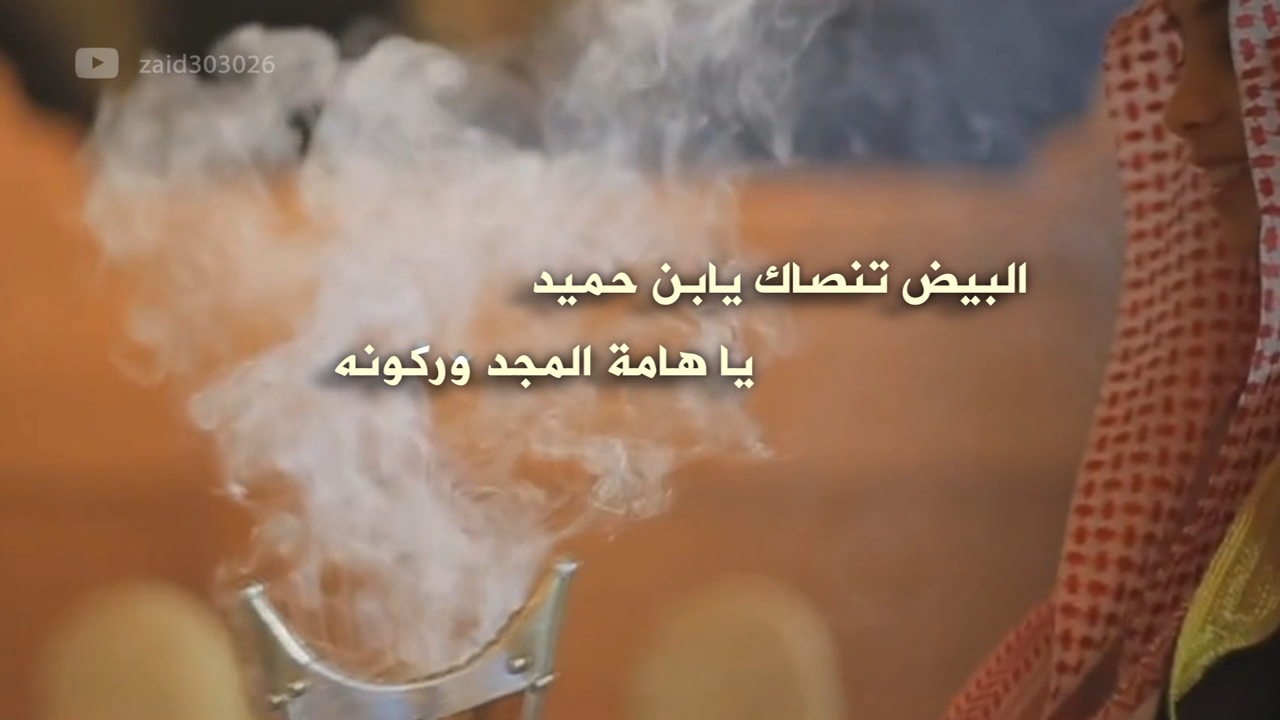 zaid303026
البيض تنصاك يابن حميد
يا هامة المجد وركونه